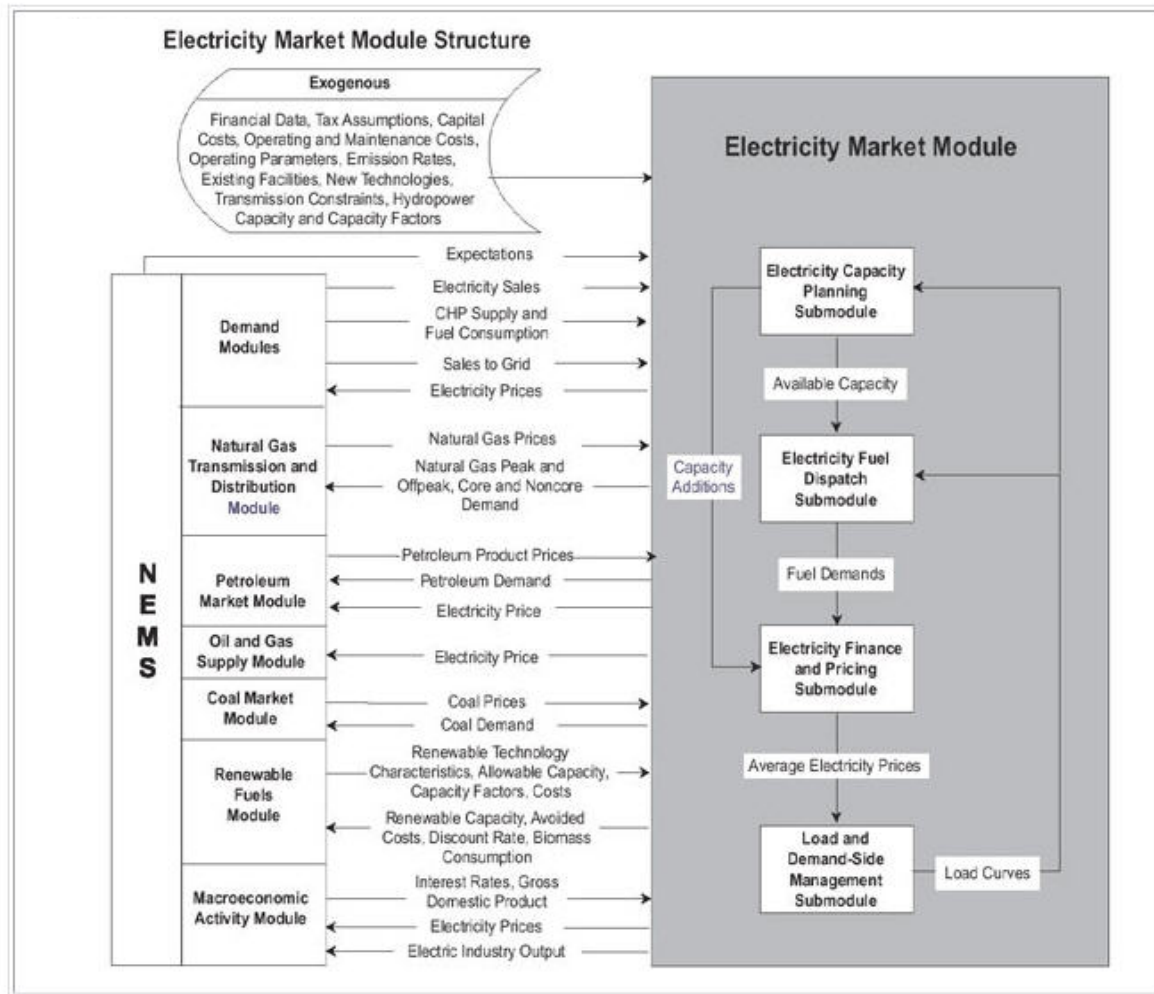 Electricity Market Module Structure
Exogenous
Financial Data, Tax Assumptions, Capital
Costs, Operating and Maintenance Costs,
Operating Parameters, Emission Rates,
Existing Facilities, New Technologies,
Transmission Constraints, Hydropower
Capacity and Capacity Factors
Electricity Market Module
NEMS
Demand
Modules
Expectations
Electricity Sales
CHP Supply and
Fuel Consumption
Sales to Grid
Electricity Prices
Natural Gas
Transmission and
Distribution
Module
Natural Gas Prices
Natural Gas Peak and
Offpeak, Core and Noncore
Demand
Petroleum
Market Module
Petroleum Product Prices
Petroleum Demand
Electricity Price
Oil and Gas
Supply Module
Electricity Price
Coal Market
Module
Coal Prices
Coal Demand
Renewable
Fuels
Module
Renewable Technology
Characteristics, Allowable Capacity,
Capacity Factors, Costs
Renewable Capacity, Avoided
Costs, Discount Rate, Biomass
Consumption
Macroeconomic
Activity Module
Interest Rates, Gross
Domestic Product
Electricity Prices
Electric Industry Output
Electricity Capacity
Planning
Submodule
Available Capacity
Capacity
Additions
Electricity Fuel
Dispatch
Submodule
Fuel Demands
Electricity Finance
and Pricing
Submodule
Average Electricity Prices
Load and
Demand-Side
Management
Submodule
Load Curves